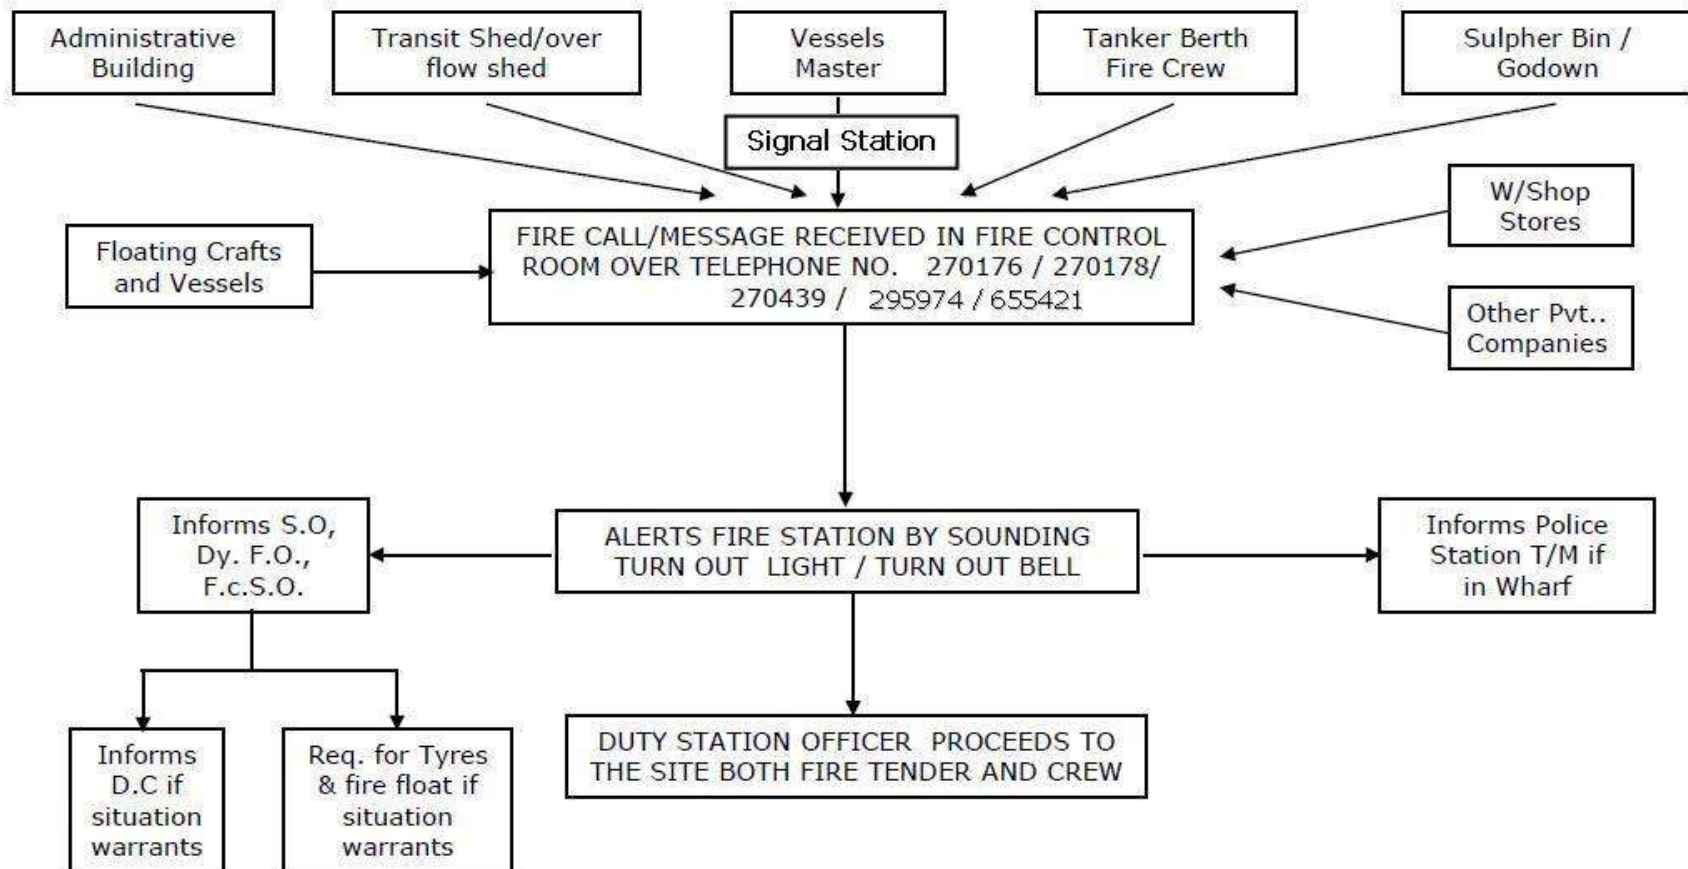 Administrative
Building
Transit Shed/over
flow shed
Vessels
Master
Tanker Berth
Fire Crew
Sulpher Bin /
Godown
Signal Station
W/Shop
Stores
Floating Crafts
and Vessels
FIRE CALL/MESSAGE RECEIVED IN FIRE CONTROL
ROOM OVER TELEPHONE NO. 270176 / 270178/
270439 / 295974 / 655421
Other Pvt..
Companies
Informs S.O,
Dy. F.O.,
F.c.S.O.
ALERTS FIRE STATION BY SOUNDING
TURN OUT LIGHT / TURN OUT BELL
Informs Police
Station T/M if
in Wharf
Informs
D.C if
situation
warrants
Req. for Tyres
& fire float if
situation
warrants
DUTY STATION OFFICER PROCEEDS TO
THE SITE BOTH FIRE TENDER AND CREW